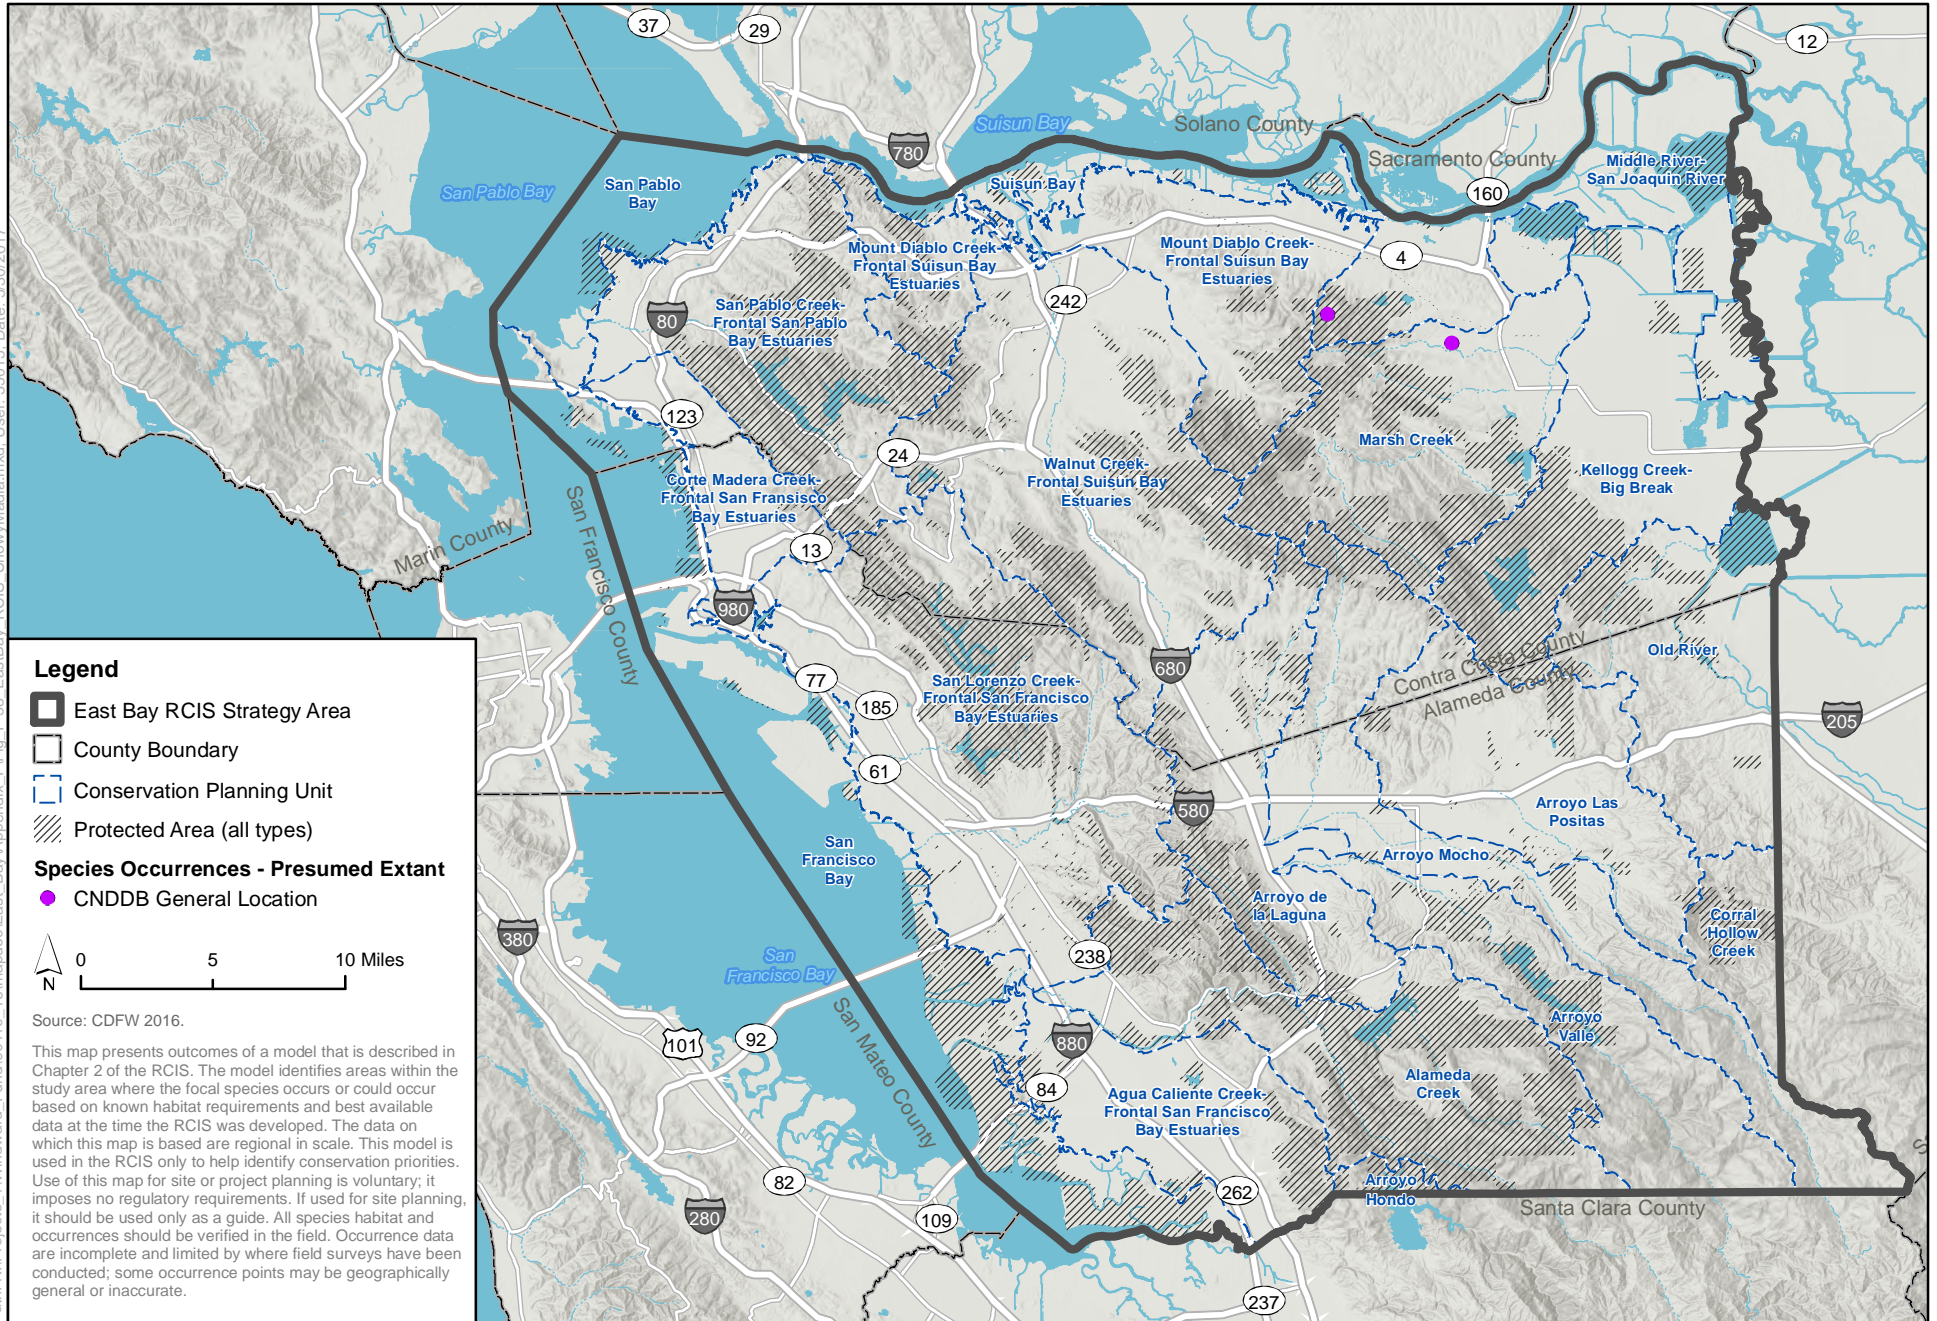 37
29
12
780
Suisun Bay
Solano County
Sacramento County
Middle River-
San Joaquin River
San Pablo Bay
San Pablo
Bay
Suisun Bay
160
Mount Diablo Creek-
Frontal Suisun Bay
Estuaries
Mount Diablo Creek-
Frontal Suisun Bay
Estuaries
4
242
San Pablo Creek-
Frontal San Pablo
Bay Estuaries
80
123
24
Marsh Creek
Walnut Creek-
Frontal Suisun Bay
Estuaries
Kellogg Creek-
Big Break
Corte Madera Creek-
Frontal San Fransisco
Bay Estuaries
Marin County
San Francisco County
13
980
680
Contra Costa County
Alameda County
Old River
77
185
San Lorenzo Creek-
Frontal San Francisco
Bay Estuaries
205
61
580
Arroyo Las
Positas
San
Francisco
Bay
Arroyo Mocho
Arroyo de
la Laguna
Corral
Hollow
Creek
380
238
San
Francisco Bay
San Mateo County
101
92
880
Arroyo
Valle
84
Agua Caliente Creek-
Frontal San Francisco
Bay Estuaries
Alameda
Creek
82
280
109
262
Arroyo
Hondo
Santa Clara County
237
Legend
East Bay RCIS Strategy Area
County Boundary
Conservation Planning Unit
Protected Area (all types)
Species Occurrences - Presumed Extant
CNDDB General Location
N
0 5 10 Miles
Source: CDFW 2016.
This map presents outcomes of a model that is described in
Chapter 2 of the RCIS. The model identifies areas within the
study area where the focal species occurs or could occur
based on known habitat requirements and best available
data at the time the RCIS was developed. The data on
which this map is based are regional in scale. This model is
used in the RCIS only to help identify conservation priorities.
Use of this map for site or project planning is voluntary; it
imposes no regulatory requirements. If used for site planning,
it should be used only as a guide. All species habitat and
occurrences should be verified in the field. Occurrence data
are incomplete and limited by where field surveys have been
conducted; some occurrence points may be geographically
general or inaccurate.